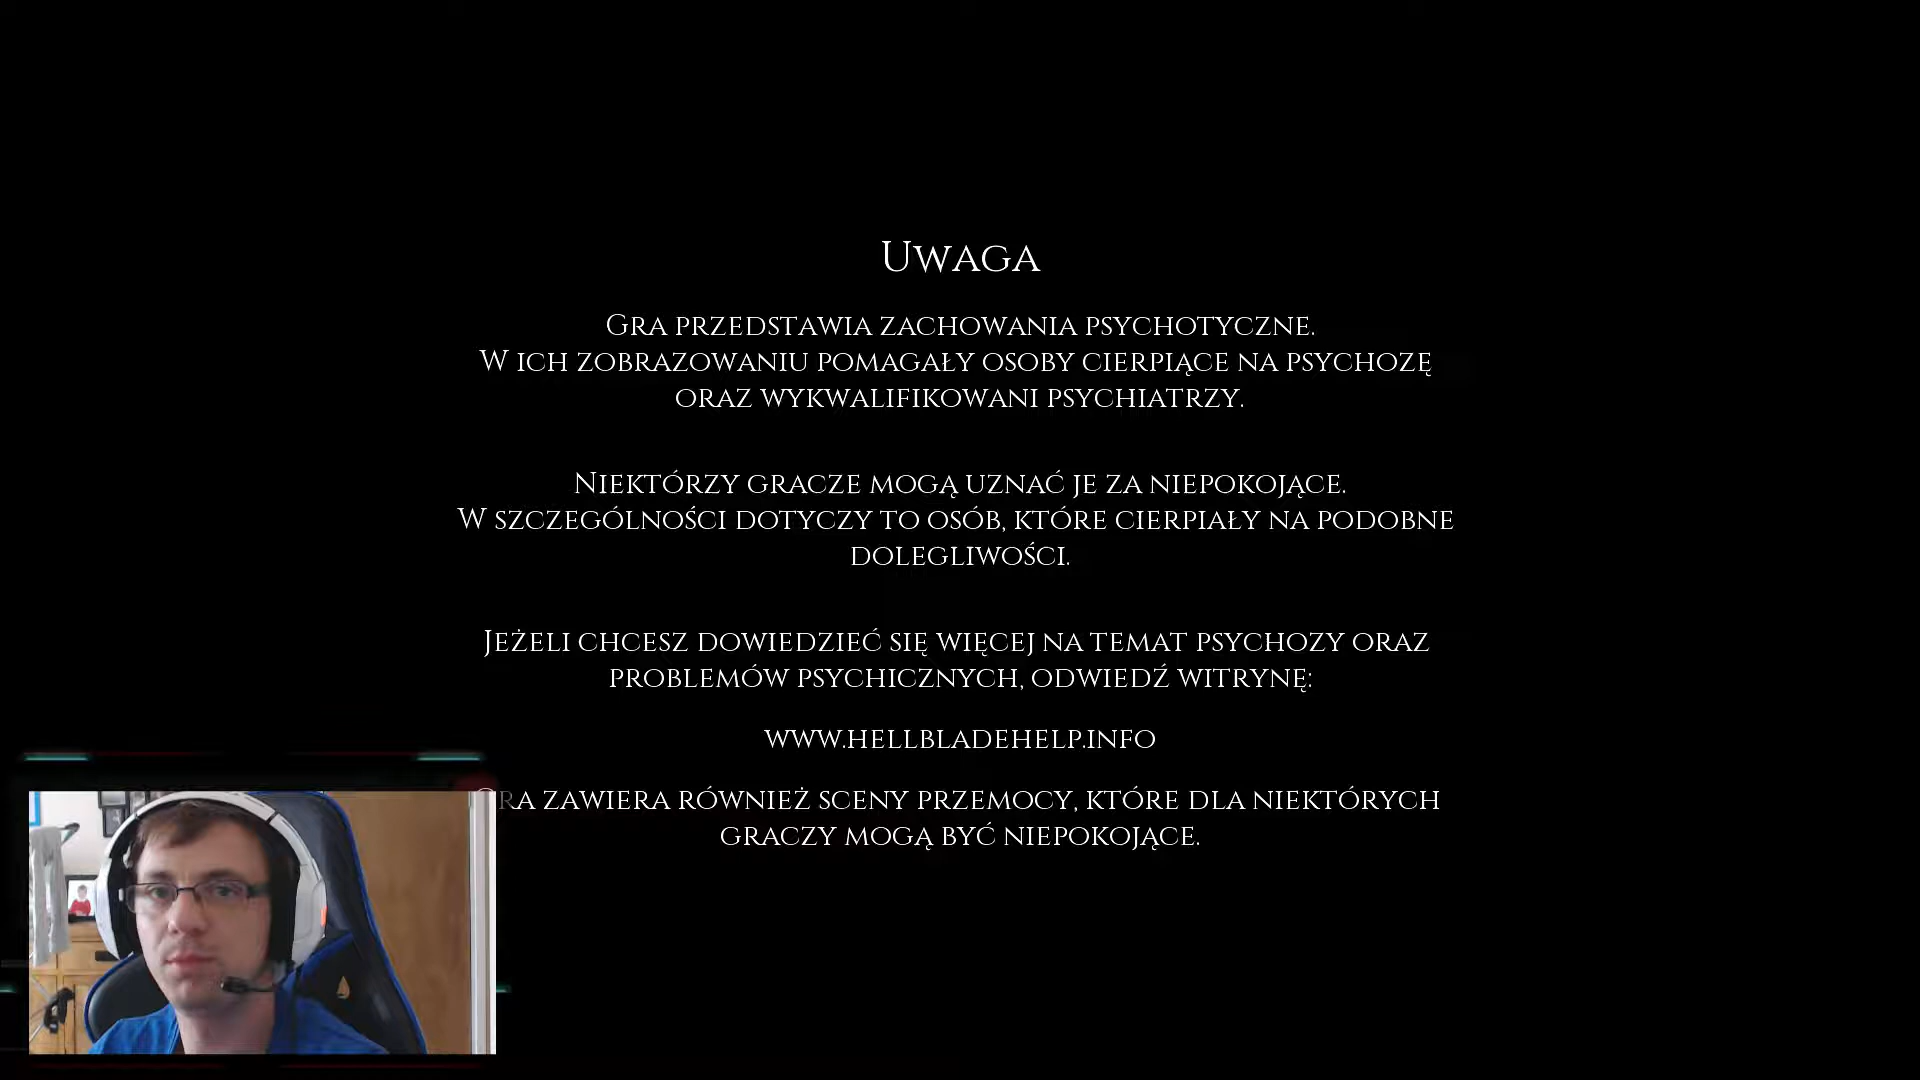 Uwaga
Gra przedstawia zachowania psychotyczne.
W ich zobrazowaniu pomagały osoby cierpiące na psychozę
oraz wykwalifikowani psychiatrzy.
Niektórzy gracze mogą uznać je za niepokojące.
W szczególności dotyczy to osób, które cierpiały na podobne
dolegliwości.
Jeżeli chcesz dowiedzieć się więcej na temat psychozy oraz
problemów psychicznych, odwiedź witrynę:
www.hellbladehelp.info
Gra zawiera również sceny przemocy, które dla niektórych
graczy mogą być niepokojące.